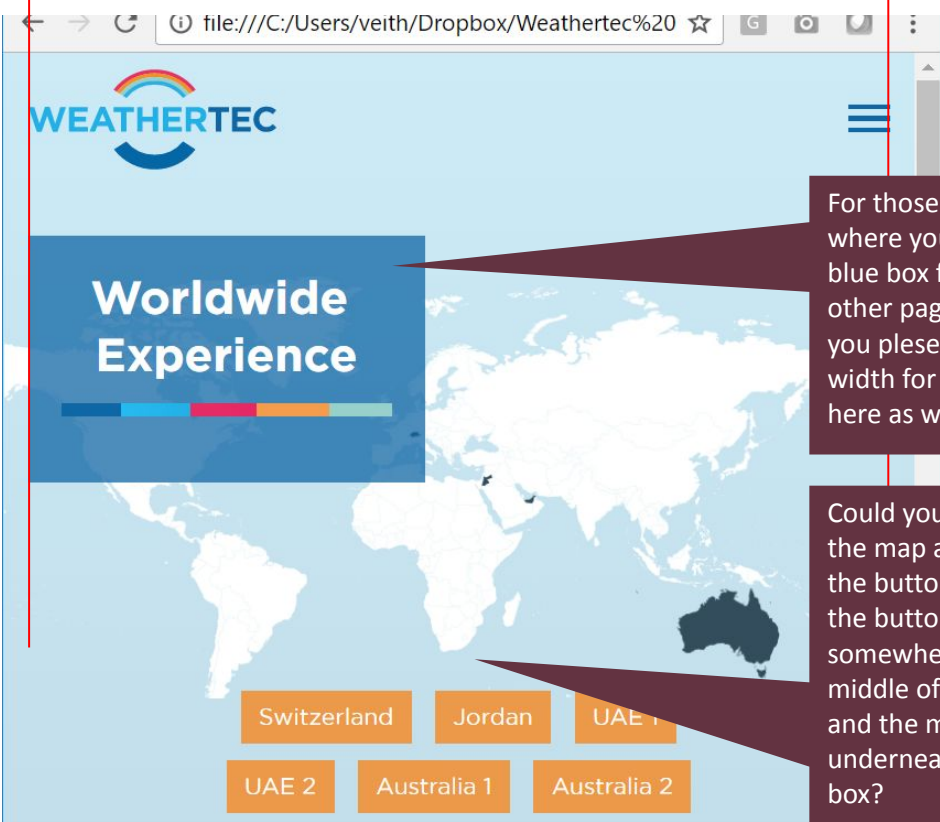 file:///C:/Users/veith/Dropbox/Weathertec%20
G
WEATHERTEC
Worldwide
Experience
For those
where you
blue box f
other pag
you plese
width for
here as w
Could you
the map a
the butto
the butto
somewhe
middle of
and the m
undernea
box?
Switzerland Jordan UAE 1
UAE 2 Australia 1 Australia 2